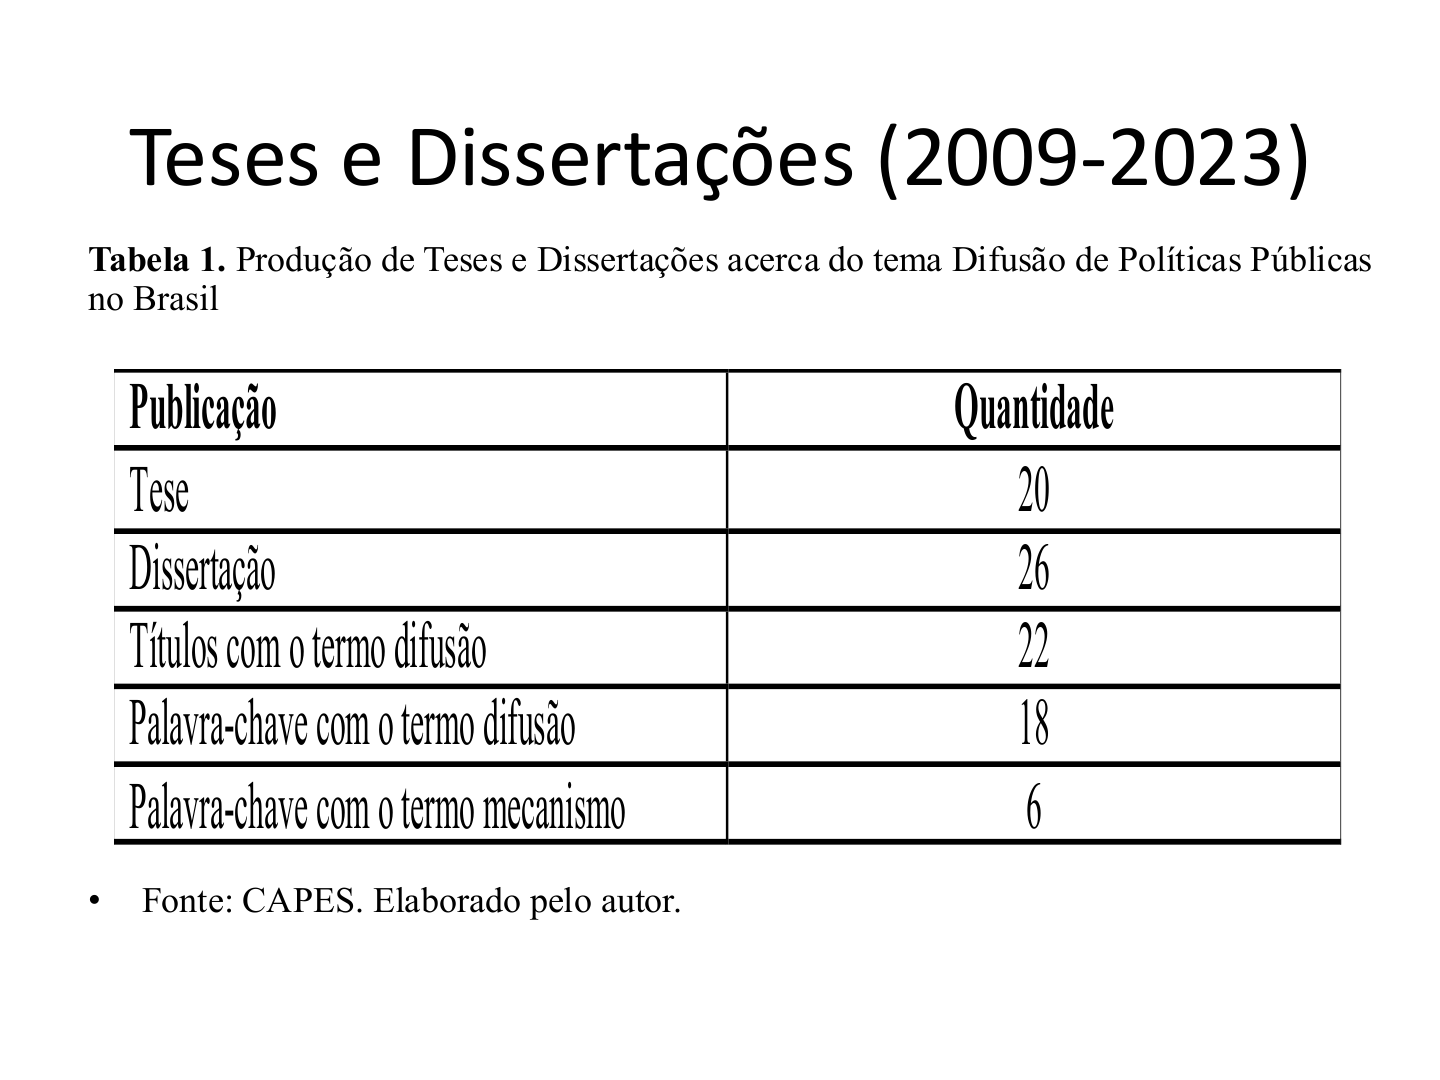 Teses e Dissertações (2009-2023)
Tabela 1. Produção de Teses e Dissertações acerca do tema Difusão de Políticas Públicas
no Brasil
Publicação Quantidade
Tese 20
Dissertação 26
Títulos com o termo difusão 22
Palavra-chave com o termo difusão 18
Palavra-chave com o termo mecanismo 6
• Fonte: CAPES. Elaborado pelo autor.